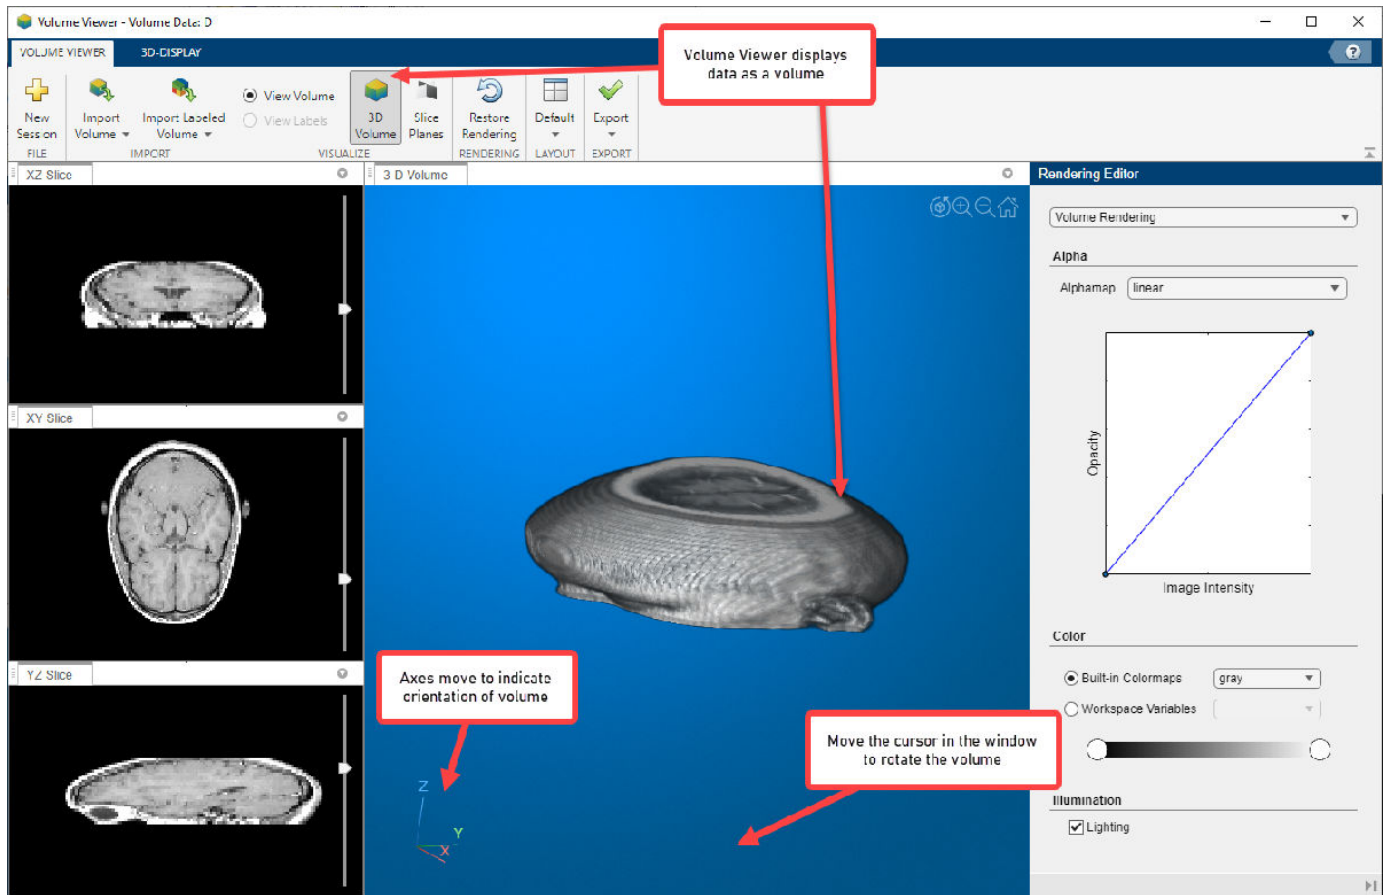 Volume Viewer - Volume Data: D
VOLUME VIEWER
3D-DISPLAY
?
New
Session
Import
Volume
Import Labeled
Volume
View Volume
View Labels
3D
Volume
Slice
Planes
Restore
Rendering
Default
Export
FILE
IMPORT
VISUALIZE
RENDERING
LAYOUT
EXPORT
Volume Viewer displays
data as a volume
XZ Slice
XY Slice
YZ Slice
3 D Volume
Axes move to indicate
orientation of volume
Z
Y
X
Move the cursor in the window
to rotate the volume
Rendering Editor
Volume Rendering
Alpha
Alphamap
linear
Opacity
Image Intensity
Color
Built-in Colormaps
gray
Workspace Variables
Illumination
Lighting